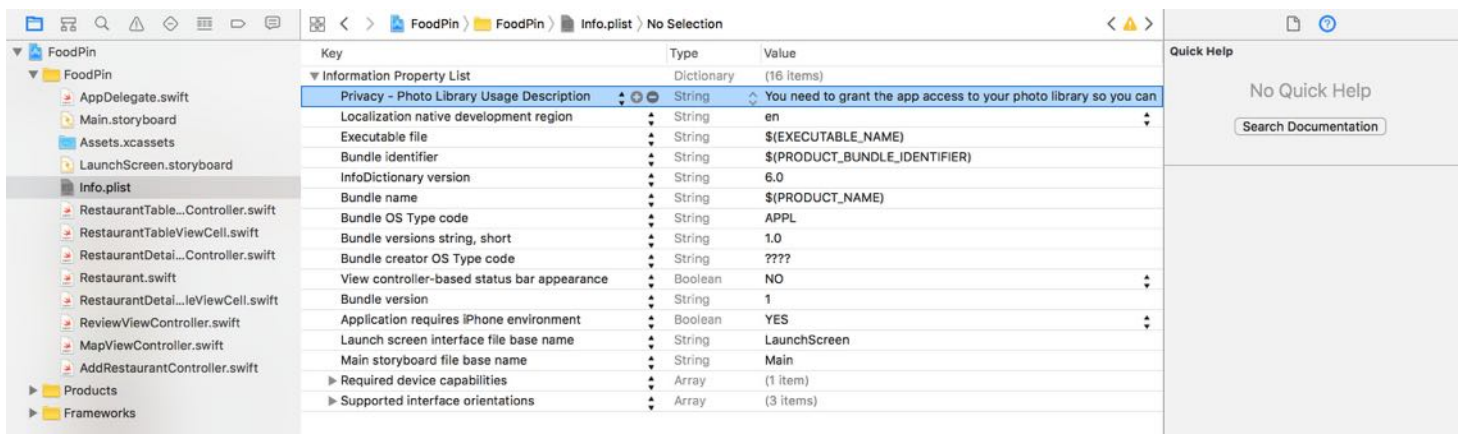 FoodPin FoodPin Info.plist No Selection
FoodPin
FoodPin
AppDelegate.swift
Main.storyboard
Assets.xcassets
LaunchScreen.storyboard
Info.plist
RestaurantTable...Controller.swift
RestaurantTableViewCell.swift
RestaurantDetai...Controller.swift
Restaurant.swift
RestaurantDetai...leViewCell.swift
ReviewViewController.swift
MapViewController.swift
AddRestaurantController.swift
Products
Frameworks
Key Type Value
Information Property List Dictionary (16 items)
Privacy - Photo Library Usage Description String You need to grant the app access to your photo library so you can
Localization native development region String en
Executable file String $(EXECUTABLE_NAME)
Bundle identifier String $(PRODUCT_BUNDLE_IDENTIFIER)
InfoDictionary version String 6.0
Bundle name String $(PRODUCT_NAME)
Bundle OS Type code String APPL
Bundle versions string, short String 1.0
Bundle creator OS Type code String ????
View controller-based status bar appearance Boolean NO
Bundle version String 1
Application requires iPhone environment Boolean YES
Launch screen interface file base name String LaunchScreen
Main storyboard file base name String Main
Required device capabilities Array (1 item)
Supported interface orientations Array (3 items)
Quick Help
No Quick Help
Search Documentation